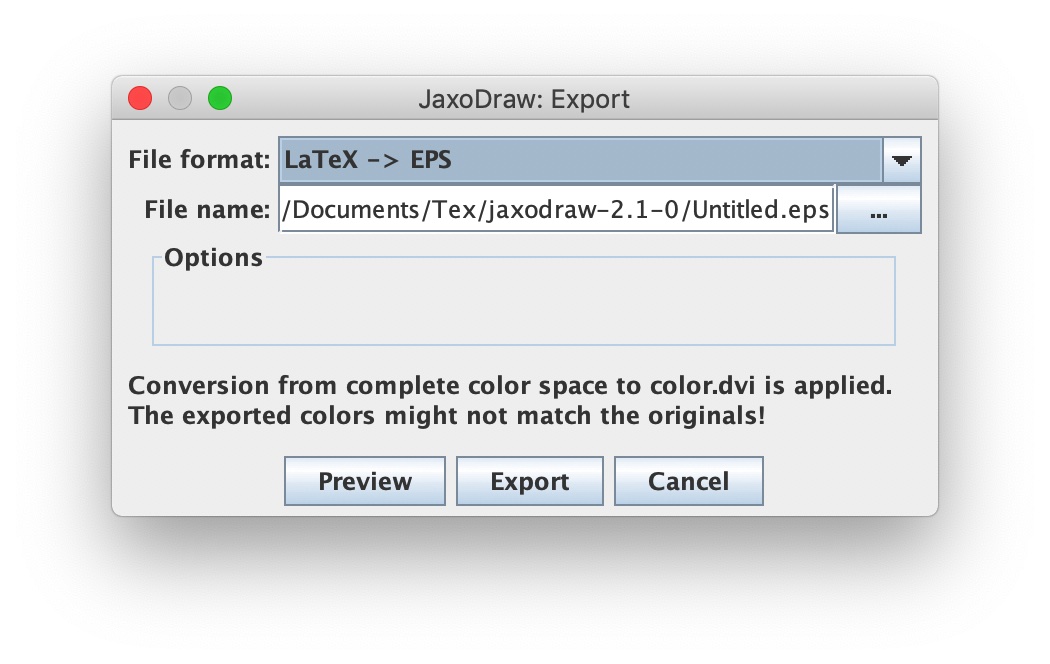 JaxoDraw: Export
File format: LaTeX -> EPS
File name: /Documents/Tex/jaxodraw-2.1-0/Untitled.eps ...
Options
Conversion from complete color space to color.dvi is applied.
The exported colors might not match the originals!
Preview Export Cancel